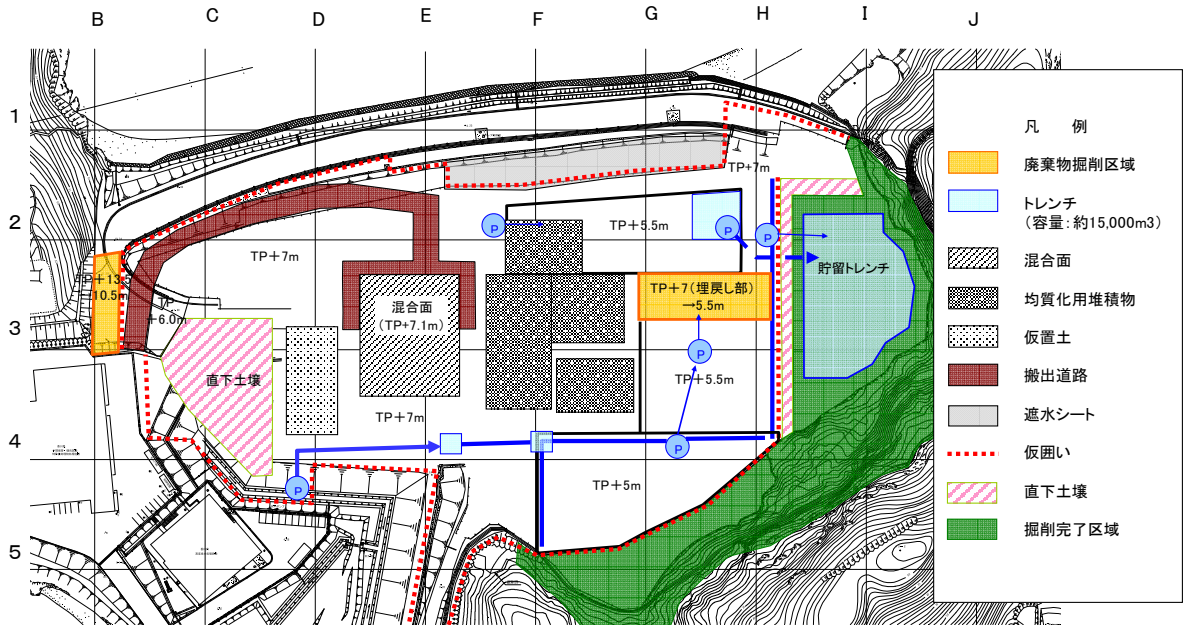 B
C
D
E
F
G
H
I
J
1
2
3
4
5
TP+7m
TP+5.5m
P
P
P
TP+7m
貯留トレンチ
P+13.
10.5m
TP
+6.0m
混合面
(TP+7.1m)
TP+7(埋戻し部)
→5.5m
P
直下土壌
TP+5.5m
TP+7m
P
P
TP+5m
凡 例
廃棄物掘削区域
トレンチ
(容量:約15,000m3)
混合面
均質化用堆積物
仮置土
搬出道路
遮水シート
仮囲い
直下土壌
掘削完了区域